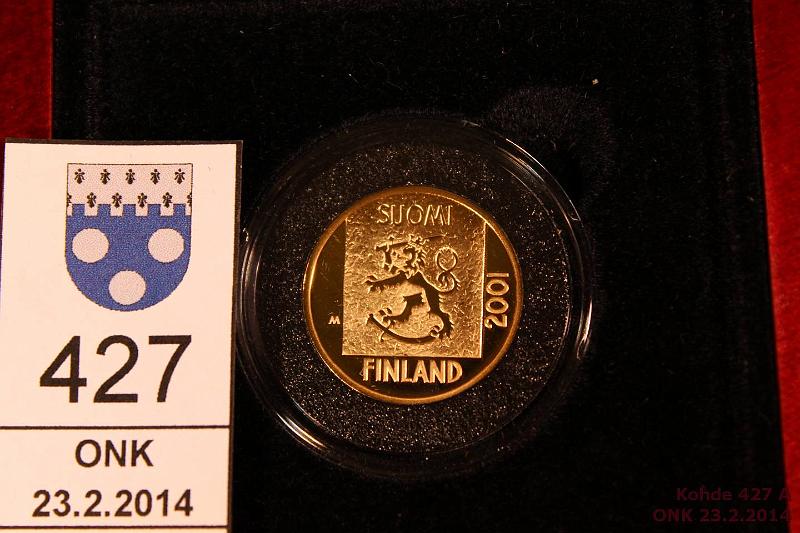 427
ONK
23.2.2014
SUOMI
M
2001
FINLAND
Kohde 427 A
ONK 23.2.2014